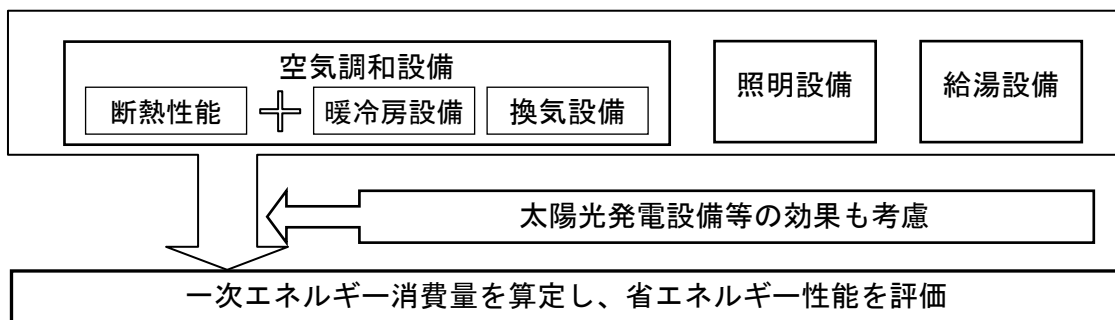 空気調和設備
断熱性能
暖冷房設備
換気設備
照明設備
給湯設備
太陽光発電設備等の効果も考慮
一次エネルギー消費量を算定し、省エネルギー性能を評価